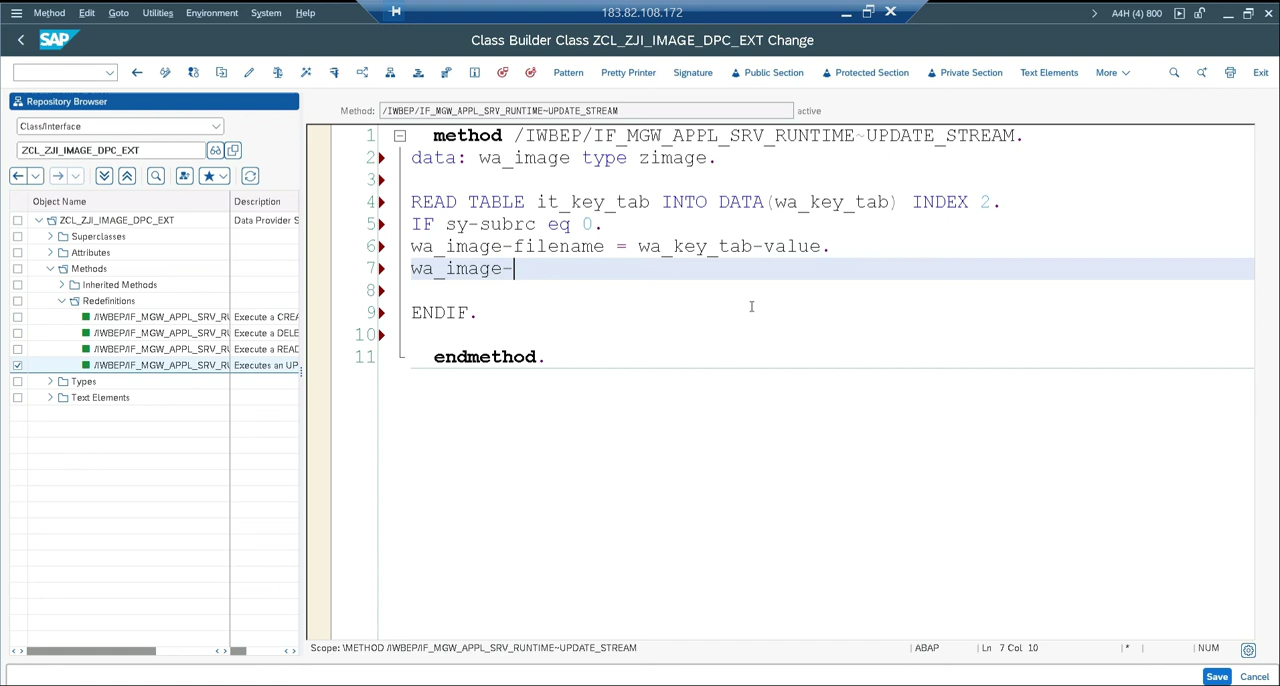 Method Edit Goto Utilities Environment System Help
183.82.108.172
A4H (4) 800
SAP
Class Builder Class ZCL_ZJI_IMAGE_DPC_EXT Change
Pattern Pretty Printer Signature Public Section Protected Section Private Section Text Elements More Exit
Repository Browser
Class/Interface
ZCL_ZJI_IMAGE_DPC_EXT
Object Name Description
ZCL_ZJI_IMAGE_DPC_EXT Data Provider S
Superclasses
Attributes
Methods
Inherited Methods
Redefinitions
/IWBEP/IF_MGW_APPL_SRV_RU Execute a CREA
/IWBEP/IF_MGW_APPL_SRV_RU Execute a DELE
/IWBEP/IF_MGW_APPL_SRV_RU Execute a READ
/IWBEP/IF_MGW_APPL_SRV_RU Executes an UP
Types
Text Elements
Method: /IWBEP/IF_MGW_APPL_SRV_RUNTIME~UPDATE_STREAM active
1 method /IWBEP/IF_MGW_APPL_SRV_RUNTIME~UPDATE_STREAM.
2 data: wa_image type zimage.
3
4 READ TABLE it_key_tab INTO DATA(wa_key_tab) INDEX 2.
5 IF sy-subrc eq 0.
6 wa_image-filename = wa_key_tab-value.
7 wa_image-
8
9 ENDIF.
10
11 endmethod.
Scope: \METHOD /IWBEP/IF_MGW_APPL_SRV_RUNTIME~UPDATE_STREAM ABAP Ln 7 Col 10 * NUM
Save Cancel